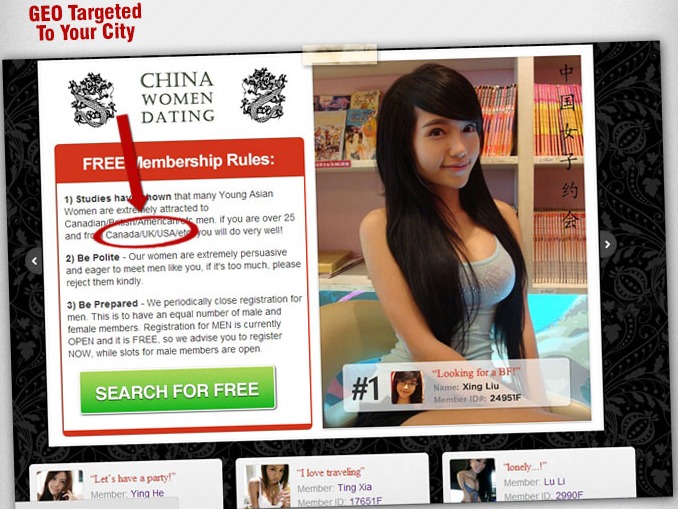 GEO Targeted
To Your City
CHINA
WOMEN
DATING
FREE Membership Rules:
1) Studies have shown that many Young Asian
Women are extremely attracted to
Canadian/British/American/etc men. if you are over 25
and from Canada/UK/USA/etc you will do very well!
2) Be Polite - Our women are extremely persuasive
and eager to meet men like you, if it's too much, please
reject them kindly.
3) Be Prepared - We periodically close registration for
men. This is to have an equal number of male and
female members. Registration for MEN is currently
OPEN and it is FREE, so we advise you to register
NOW, while slots for male members are open.
SEARCH FOR FREE
中国女子约会
#1
"Looking for a BF!"
Name: Xing Liu
Member ID#: 24951F
"Let's have a party!"
Member: Ying He
"I love traveling"
Member: Ting Xia
Member ID: 17651F
"lonely...!"
Member: Lu Li
Member ID: 2990F